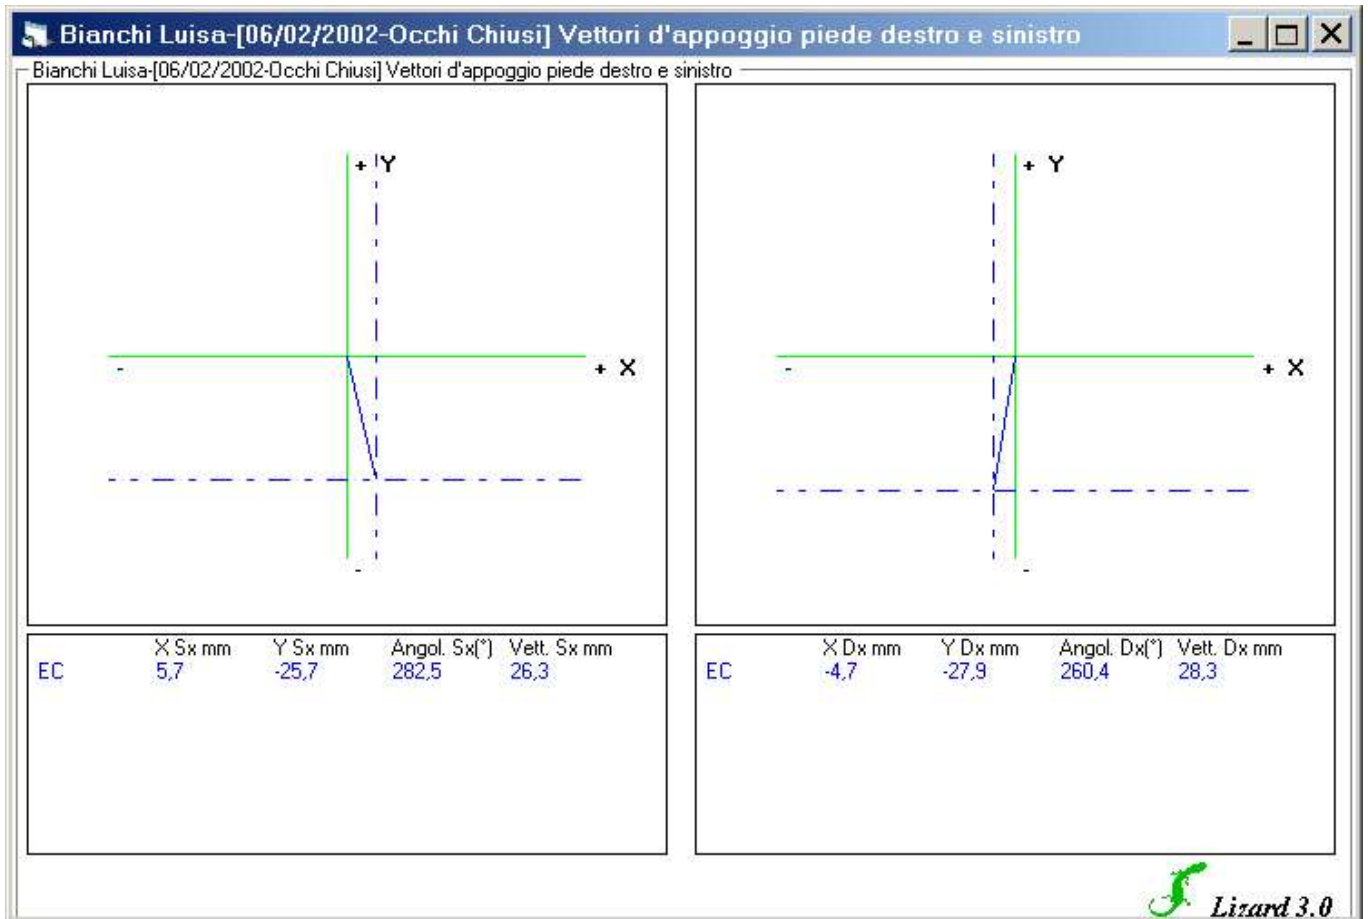 Bianchi Luisa-[06/02/2002-Occhi Chiusi] Vettori d'appoggio piede destro e sinistro
Bianchi Luisa-[06/02/2002-Occhi Chiusi] Vettori d'appoggio piede destro e sinistro
+ Y
-
+ X
-
+ Y
-
+ X
-
X Sx mm Y Sx mm Angol. Sx(°) Vett. Sx mm
EC 5,7 -25,7 282,5 26,3
X Dx mm Y Dx mm Angol. Dx(°) Vett. Dx mm
EC -4,7 -27,9 260,4 28,3
Lizard 3.0